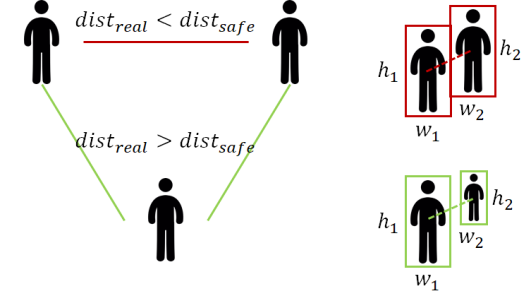 dist_real < dist_safe
dist_real > dist_safe
h_1
h_2
w_1
w_2
h_1
h_2
w_1
w_2